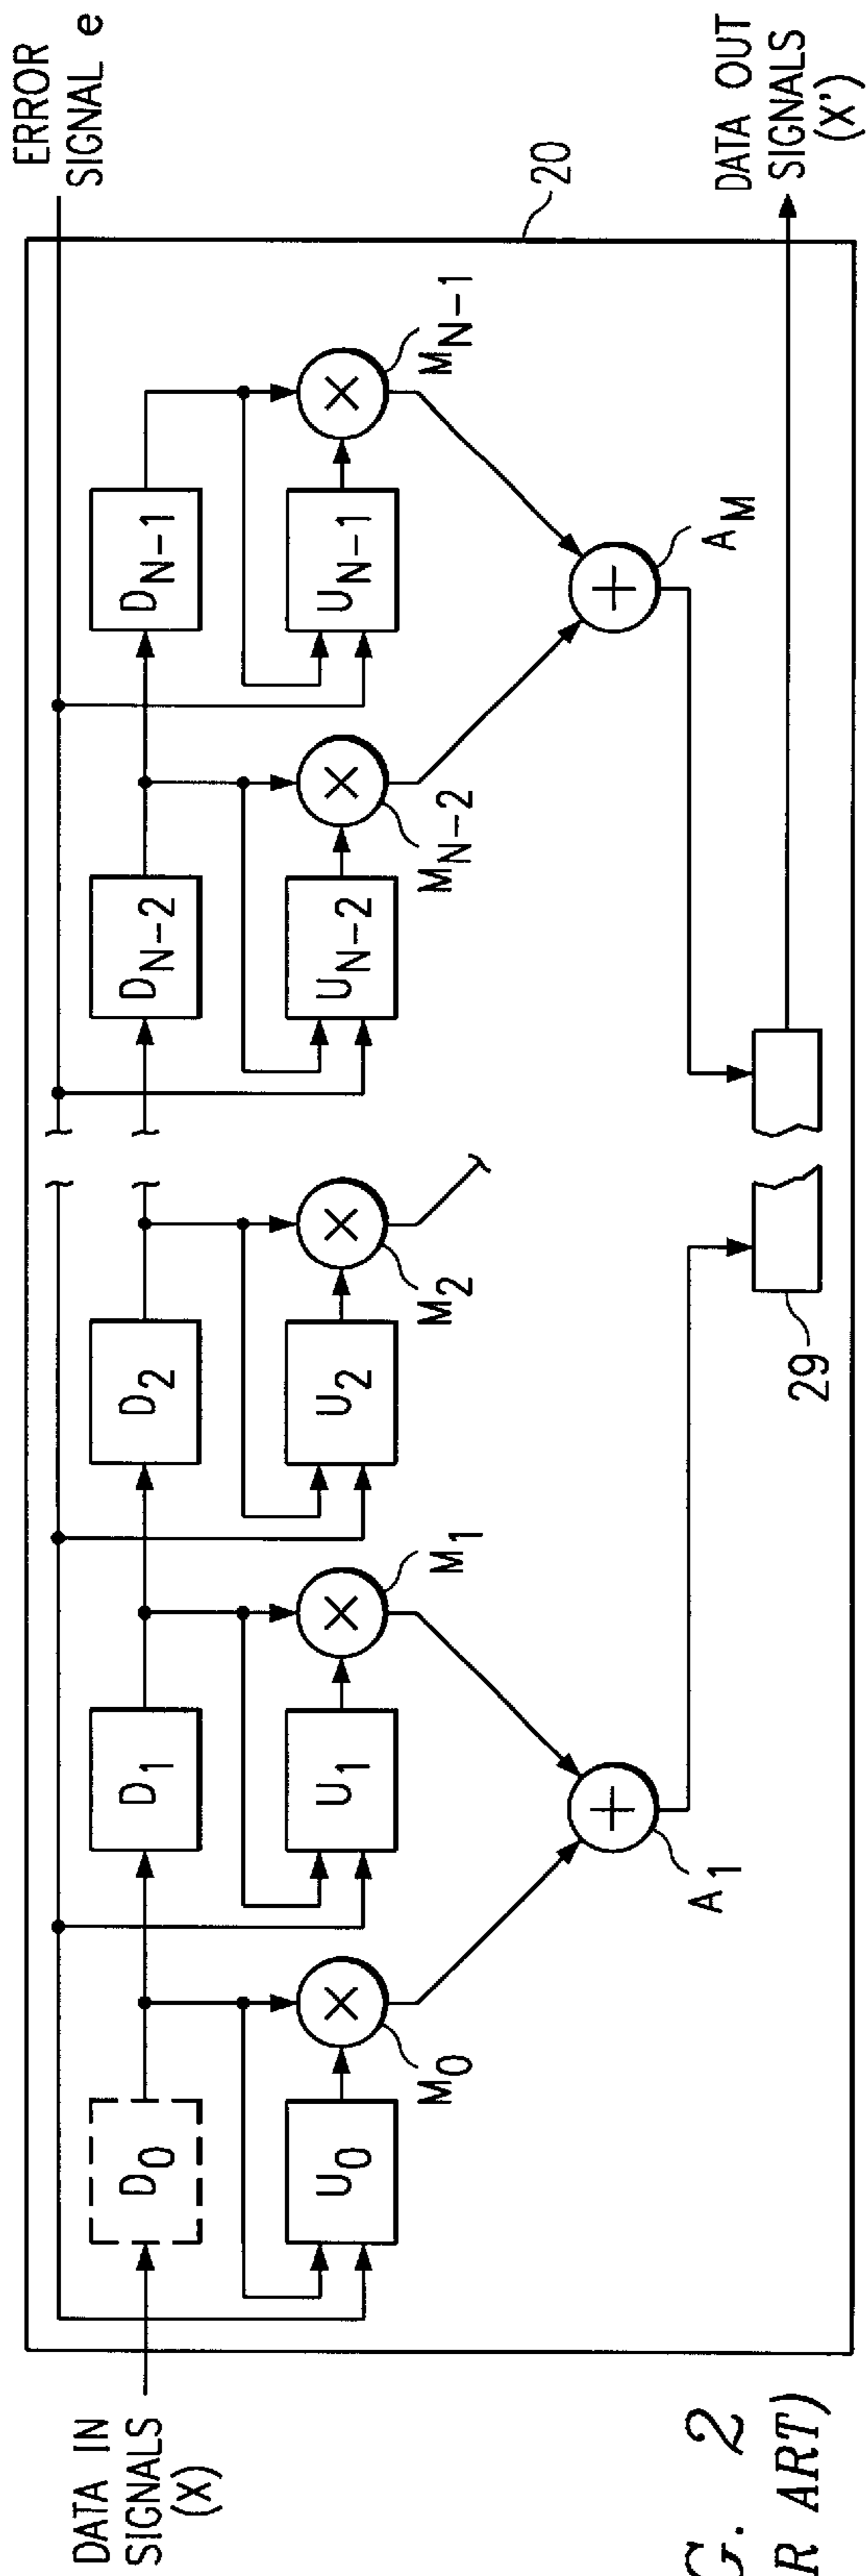 ERROR
SIGNAL e
20
DATA OUT
SIGNALS
(X')
D0
D1
D2
DN-2
DN-1
U0
U1
U2
UN-2
UN-1
M0
M1
M2
MN-2
MN-1
A1
AM
29
DATA IN
SIGNALS
(X)
G. 2
R ART)